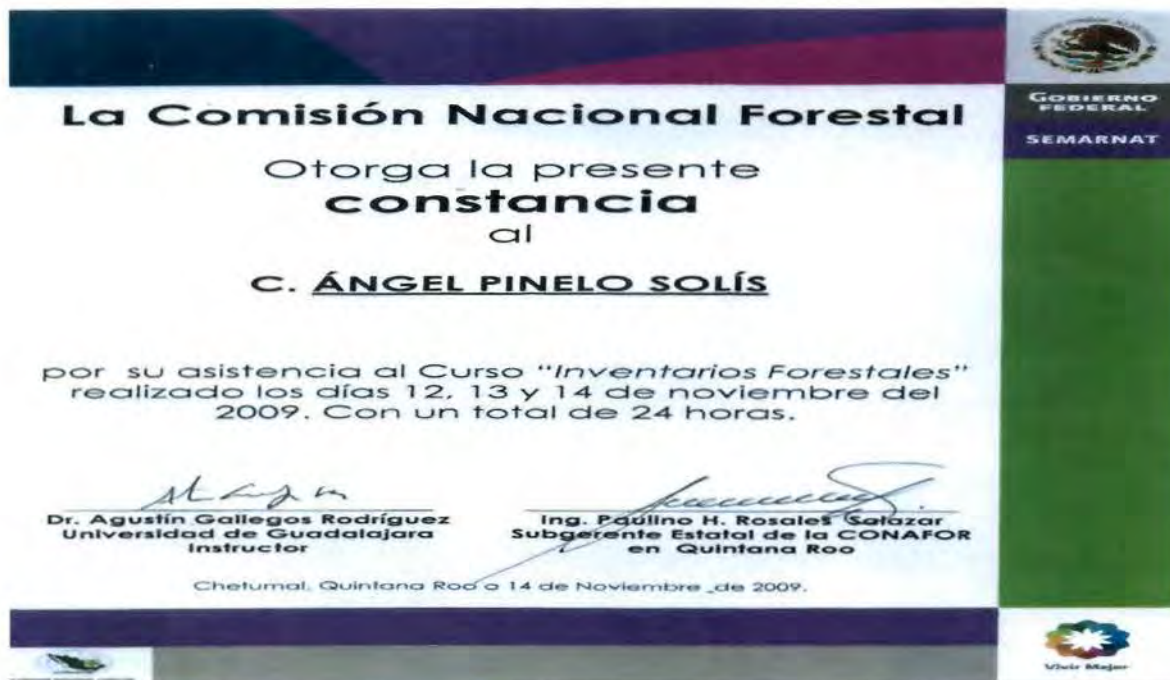 La Comisión Nacional Forestal
Otorga la presente
constancia
al
C. ÁNGEL PINELO SOLÍS
por su asistencia al Curso "Inventarios Forestales"
realizado los días 12, 13 y 14 de noviembre del
2009. Con un total de 24 horas.
Dr. Agustín Gallegos Rodríguez
Universidad de Guadalajara
Instructor
Ing. Paulino H. Rosales Salazar
Subgerente Estatal de la CONAFOR
en Quintana Roo
Chetumal, Quintana Roo a 14 de Noviembre de 2009.
GOBIERNO
FEDERAL
SEMARNAT
Vivir Mejor